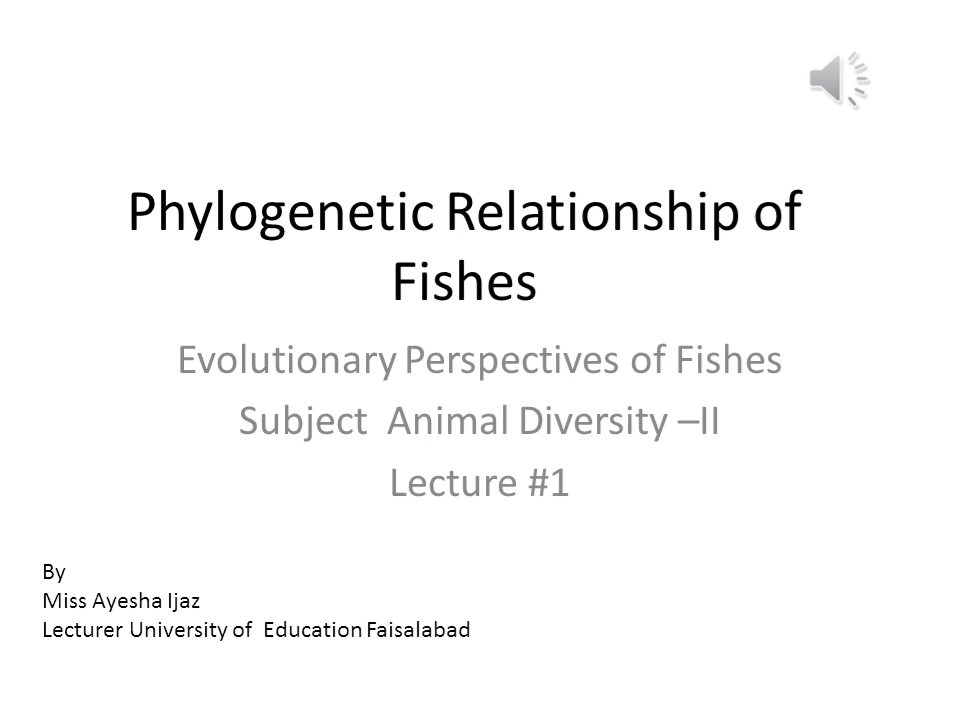 Phylogenetic Relationship of
Fishes
Evolutionary Perspectives of Fishes
Subject  Animal Diversity –II
Lecture #1
By
Miss Ayesha Ijaz
Lecturer University of  Education Faisalabad